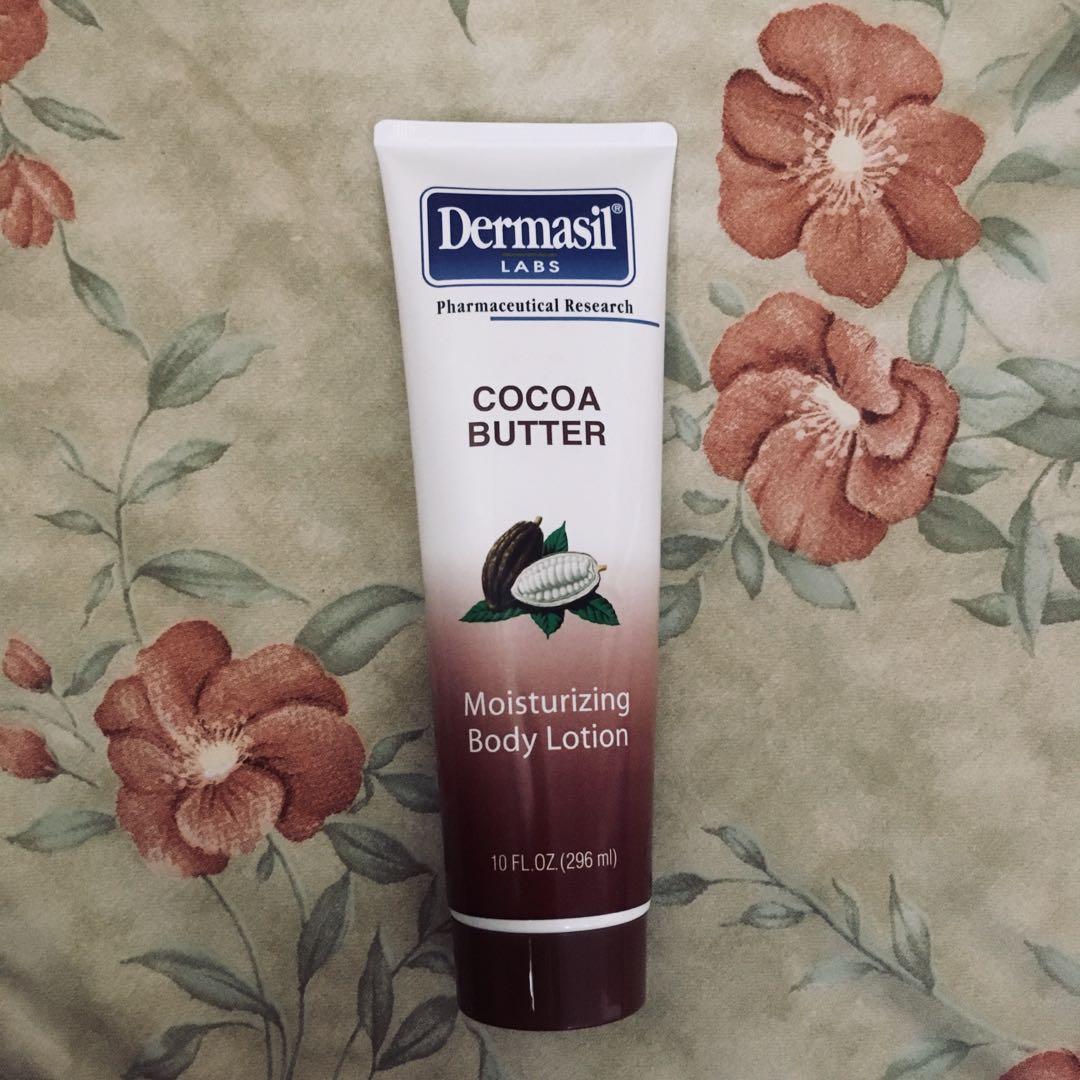 Dermasil®
LABS
Pharmaceutical Research
COCOA
BUTTER
Moisturizing
Body Lotion
10 FL.OZ.(296 ml)